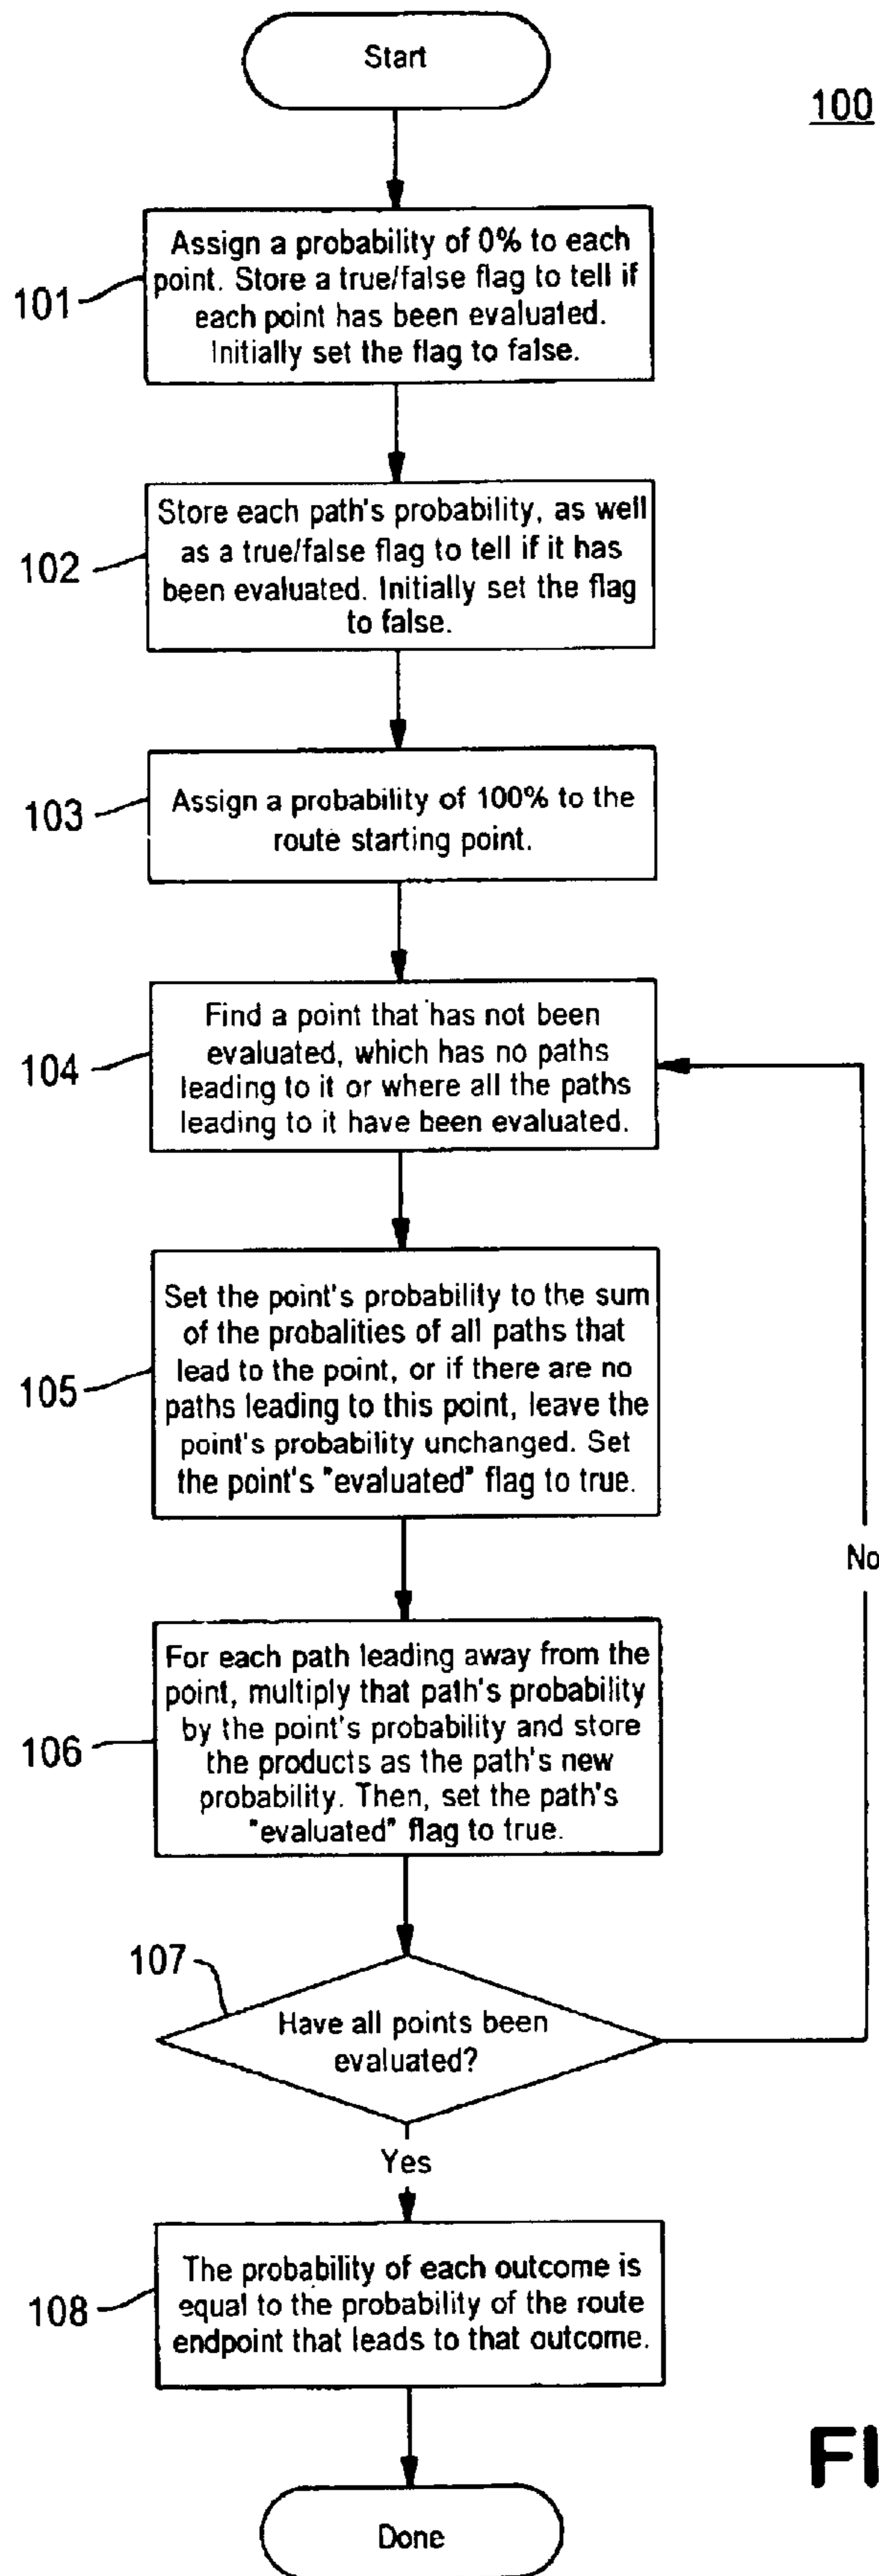 Start
100
Assign a probability of 0% to each
point. Store a true/false flag to tell if
each point has been evaluated.
Initially set the flag to false.
101
Store each path's probability, as well
as a true/false flag to tell if it has
been evaluated. Initially set the flag
to false.
102
Assign a probability of 100% to the
route starting point.
103
Find a point that has not been
evaluated, which has no paths
leading to it or where all the paths
leading to it have been evaluated.
104
Set the point's probability to the sum
of the probalities of all paths that
lead to the point, or if there are no
paths leading to this point, leave the
point's probability unchanged. Set
the point's "evaluated" flag to true.
105
No
For each path leading away from the
point, multiply that path's probability
by the point's probability and store
the products as the path's new
probability. Then, set the path's
"evaluated" flag to true.
106
107
Have all points been
evaluated?
Yes
The probability of each outcome is
equal to the probability of the route
endpoint that leads to that outcome.
108
FI
Done